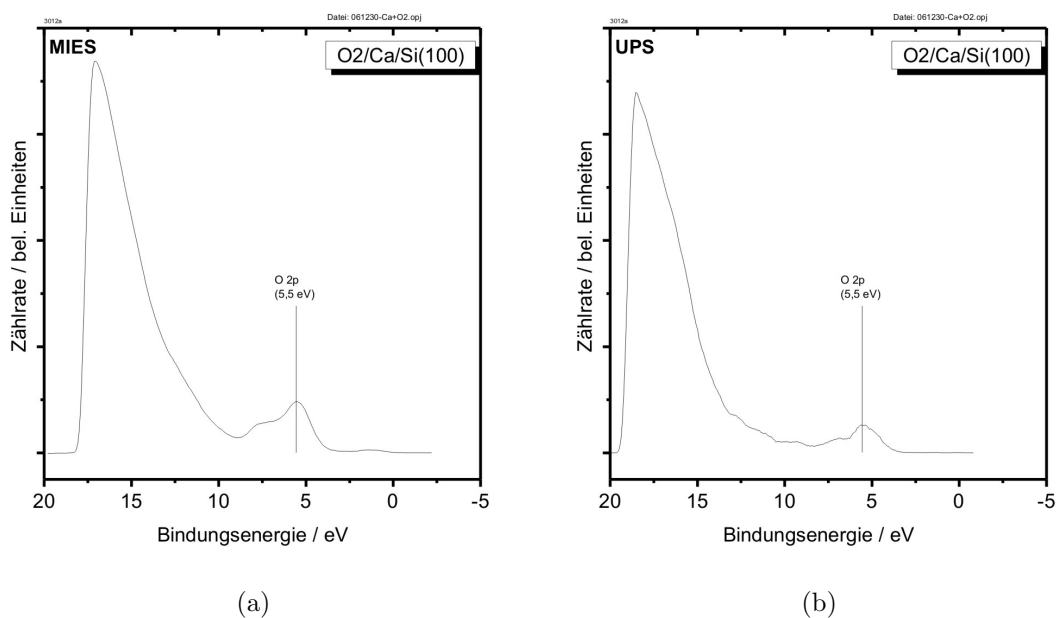 3012a
Datei: 061230-Ca+O2.opj
MIES
O2/Ca/Si(100)
Zählrate / bel. Einheiten
O 2p
(5,5 eV)
20 15 10 5 0 -5
Bindungsenergie / eV
(a)
3012a
Datei: 061230-Ca+O2.opj
UPS
O2/Ca/Si(100)
Zählrate / bel. Einheiten
O 2p
(5,5 eV)
20 15 10 5 0 -5
Bindungsenergie / eV
(b)